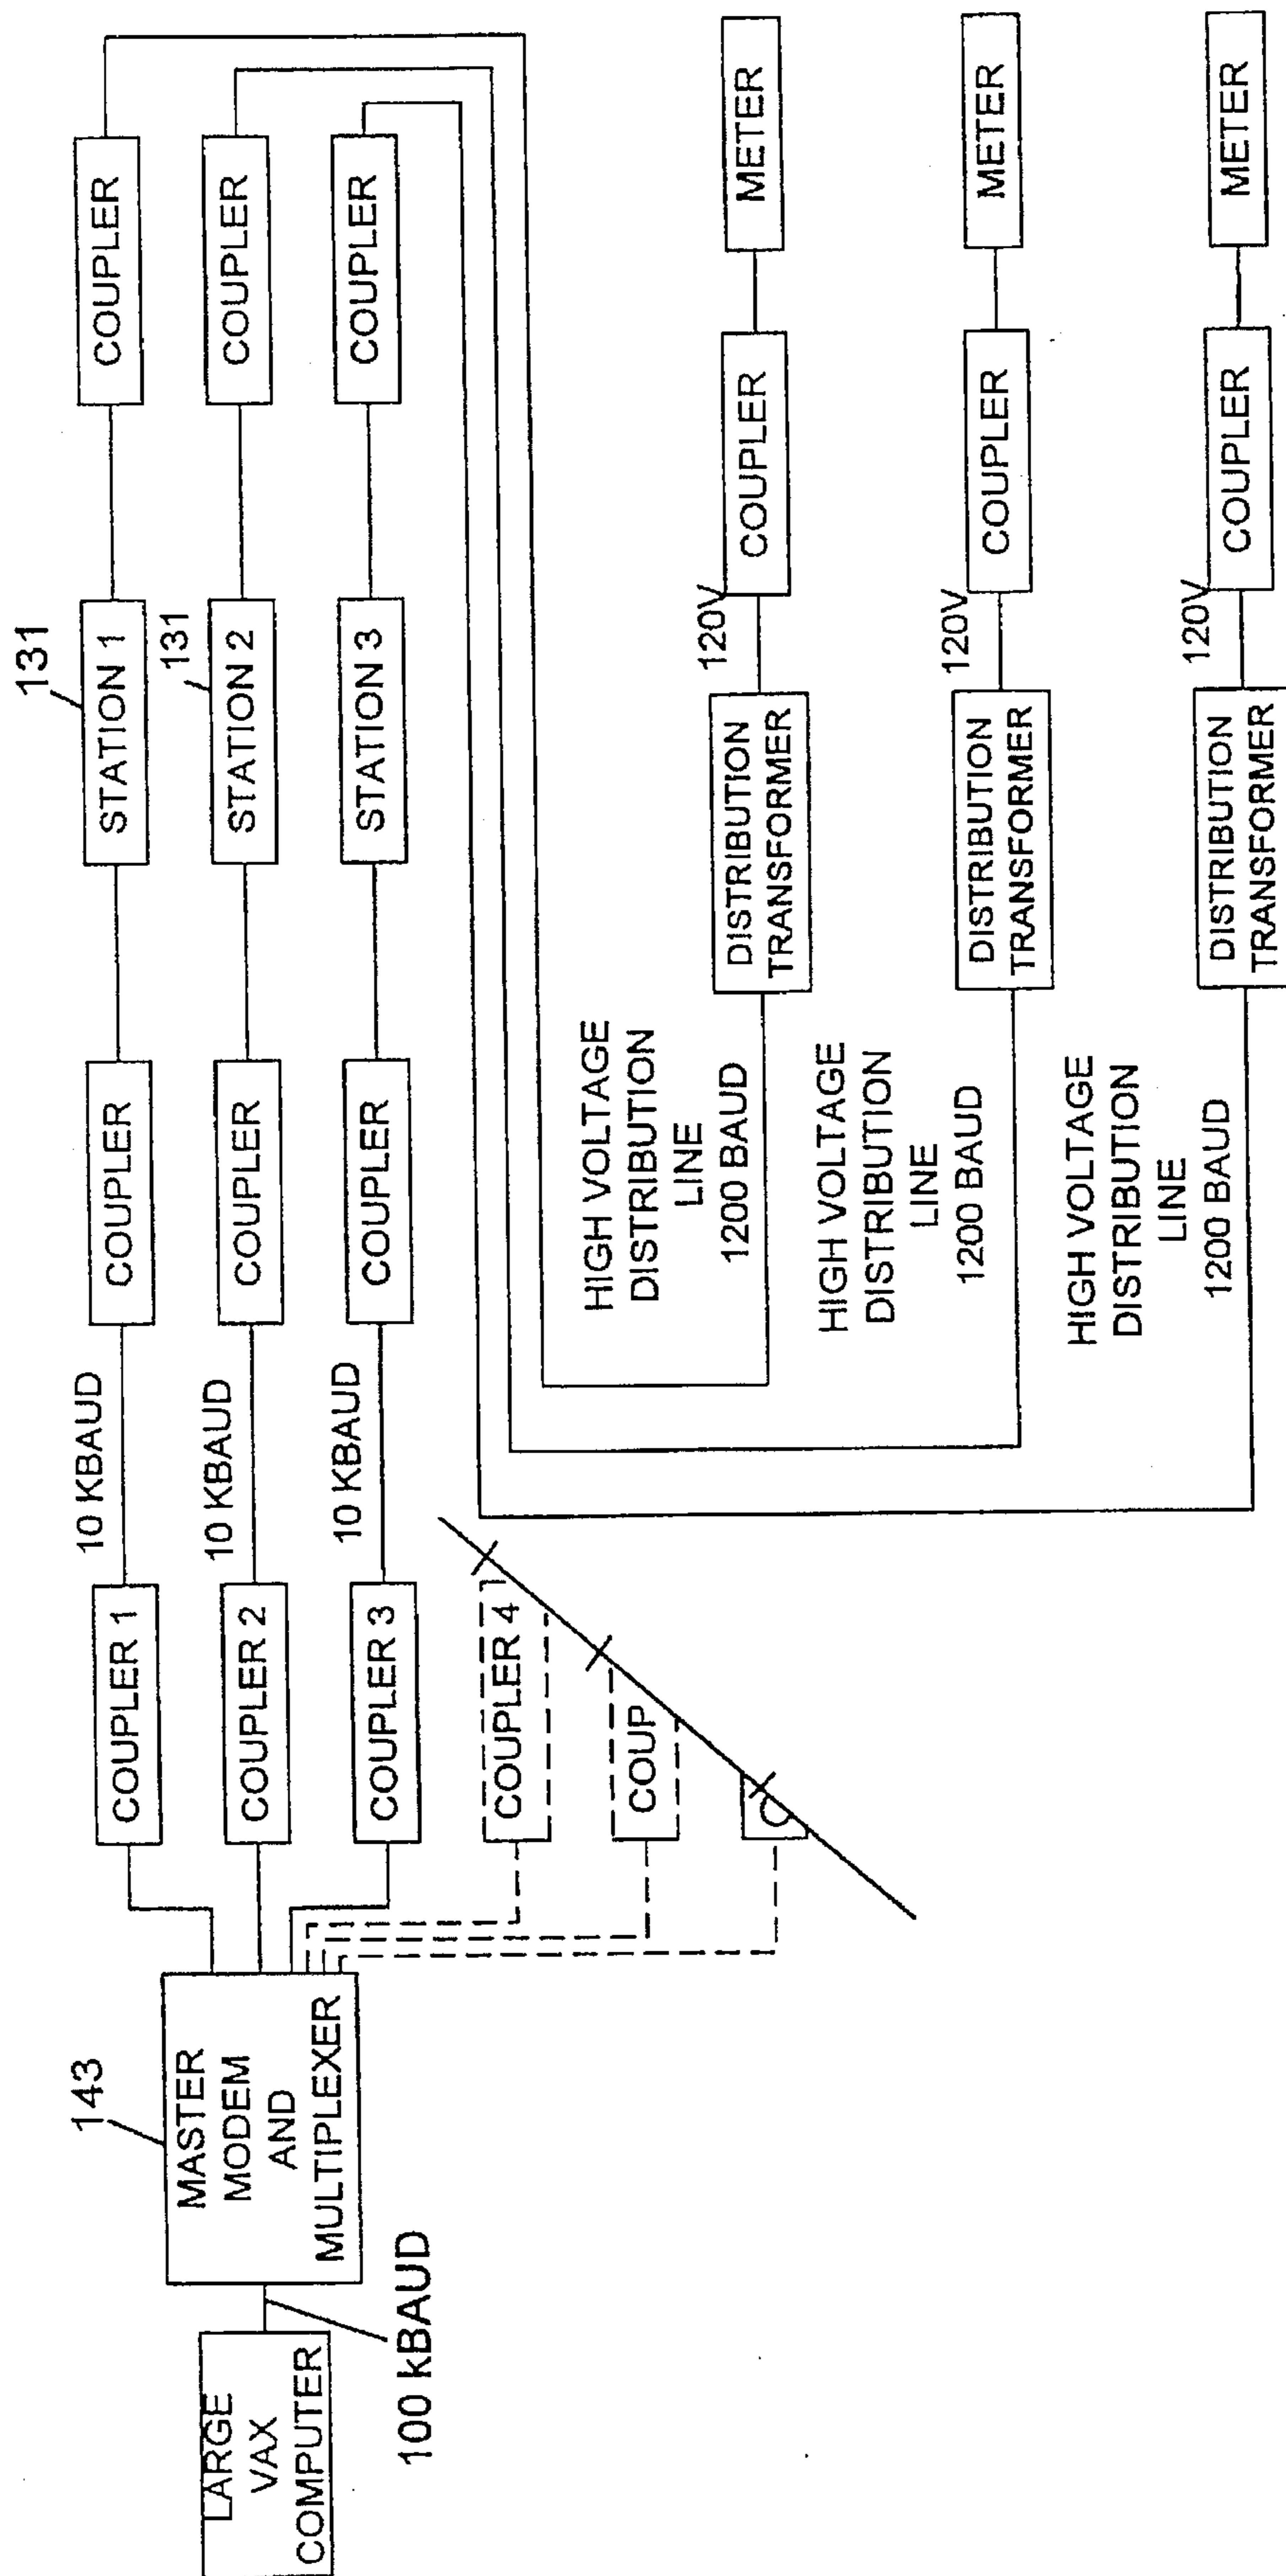 LARGE
VAX
COMPUTER
100 kBAUD
143
MASTER
MODEM
AND
MULTIPLEXER
COUPLER 1
10 KBAUD
COUPLER
131
STATION 1
COUPLER
COUPLER 2
10 KBAUD
COUPLER
131
STATION 2
COUPLER
COUPLER 3
10 KBAUD
COUPLER
STATION 3
COUPLER
COUPLER 4
COUP
C
HIGH VOLTAGE
DISTRIBUTION
LINE
1200 BAUD
DISTRIBUTION
TRANSFORMER
120V
COUPLER
METER
HIGH VOLTAGE
DISTRIBUTION
LINE
1200 BAUD
DISTRIBUTION
TRANSFORMER
120V
COUPLER
METER
HIGH VOLTAGE
DISTRIBUTION
LINE
1200 BAUD
DISTRIBUTION
TRANSFORMER
120V
COUPLER
METER